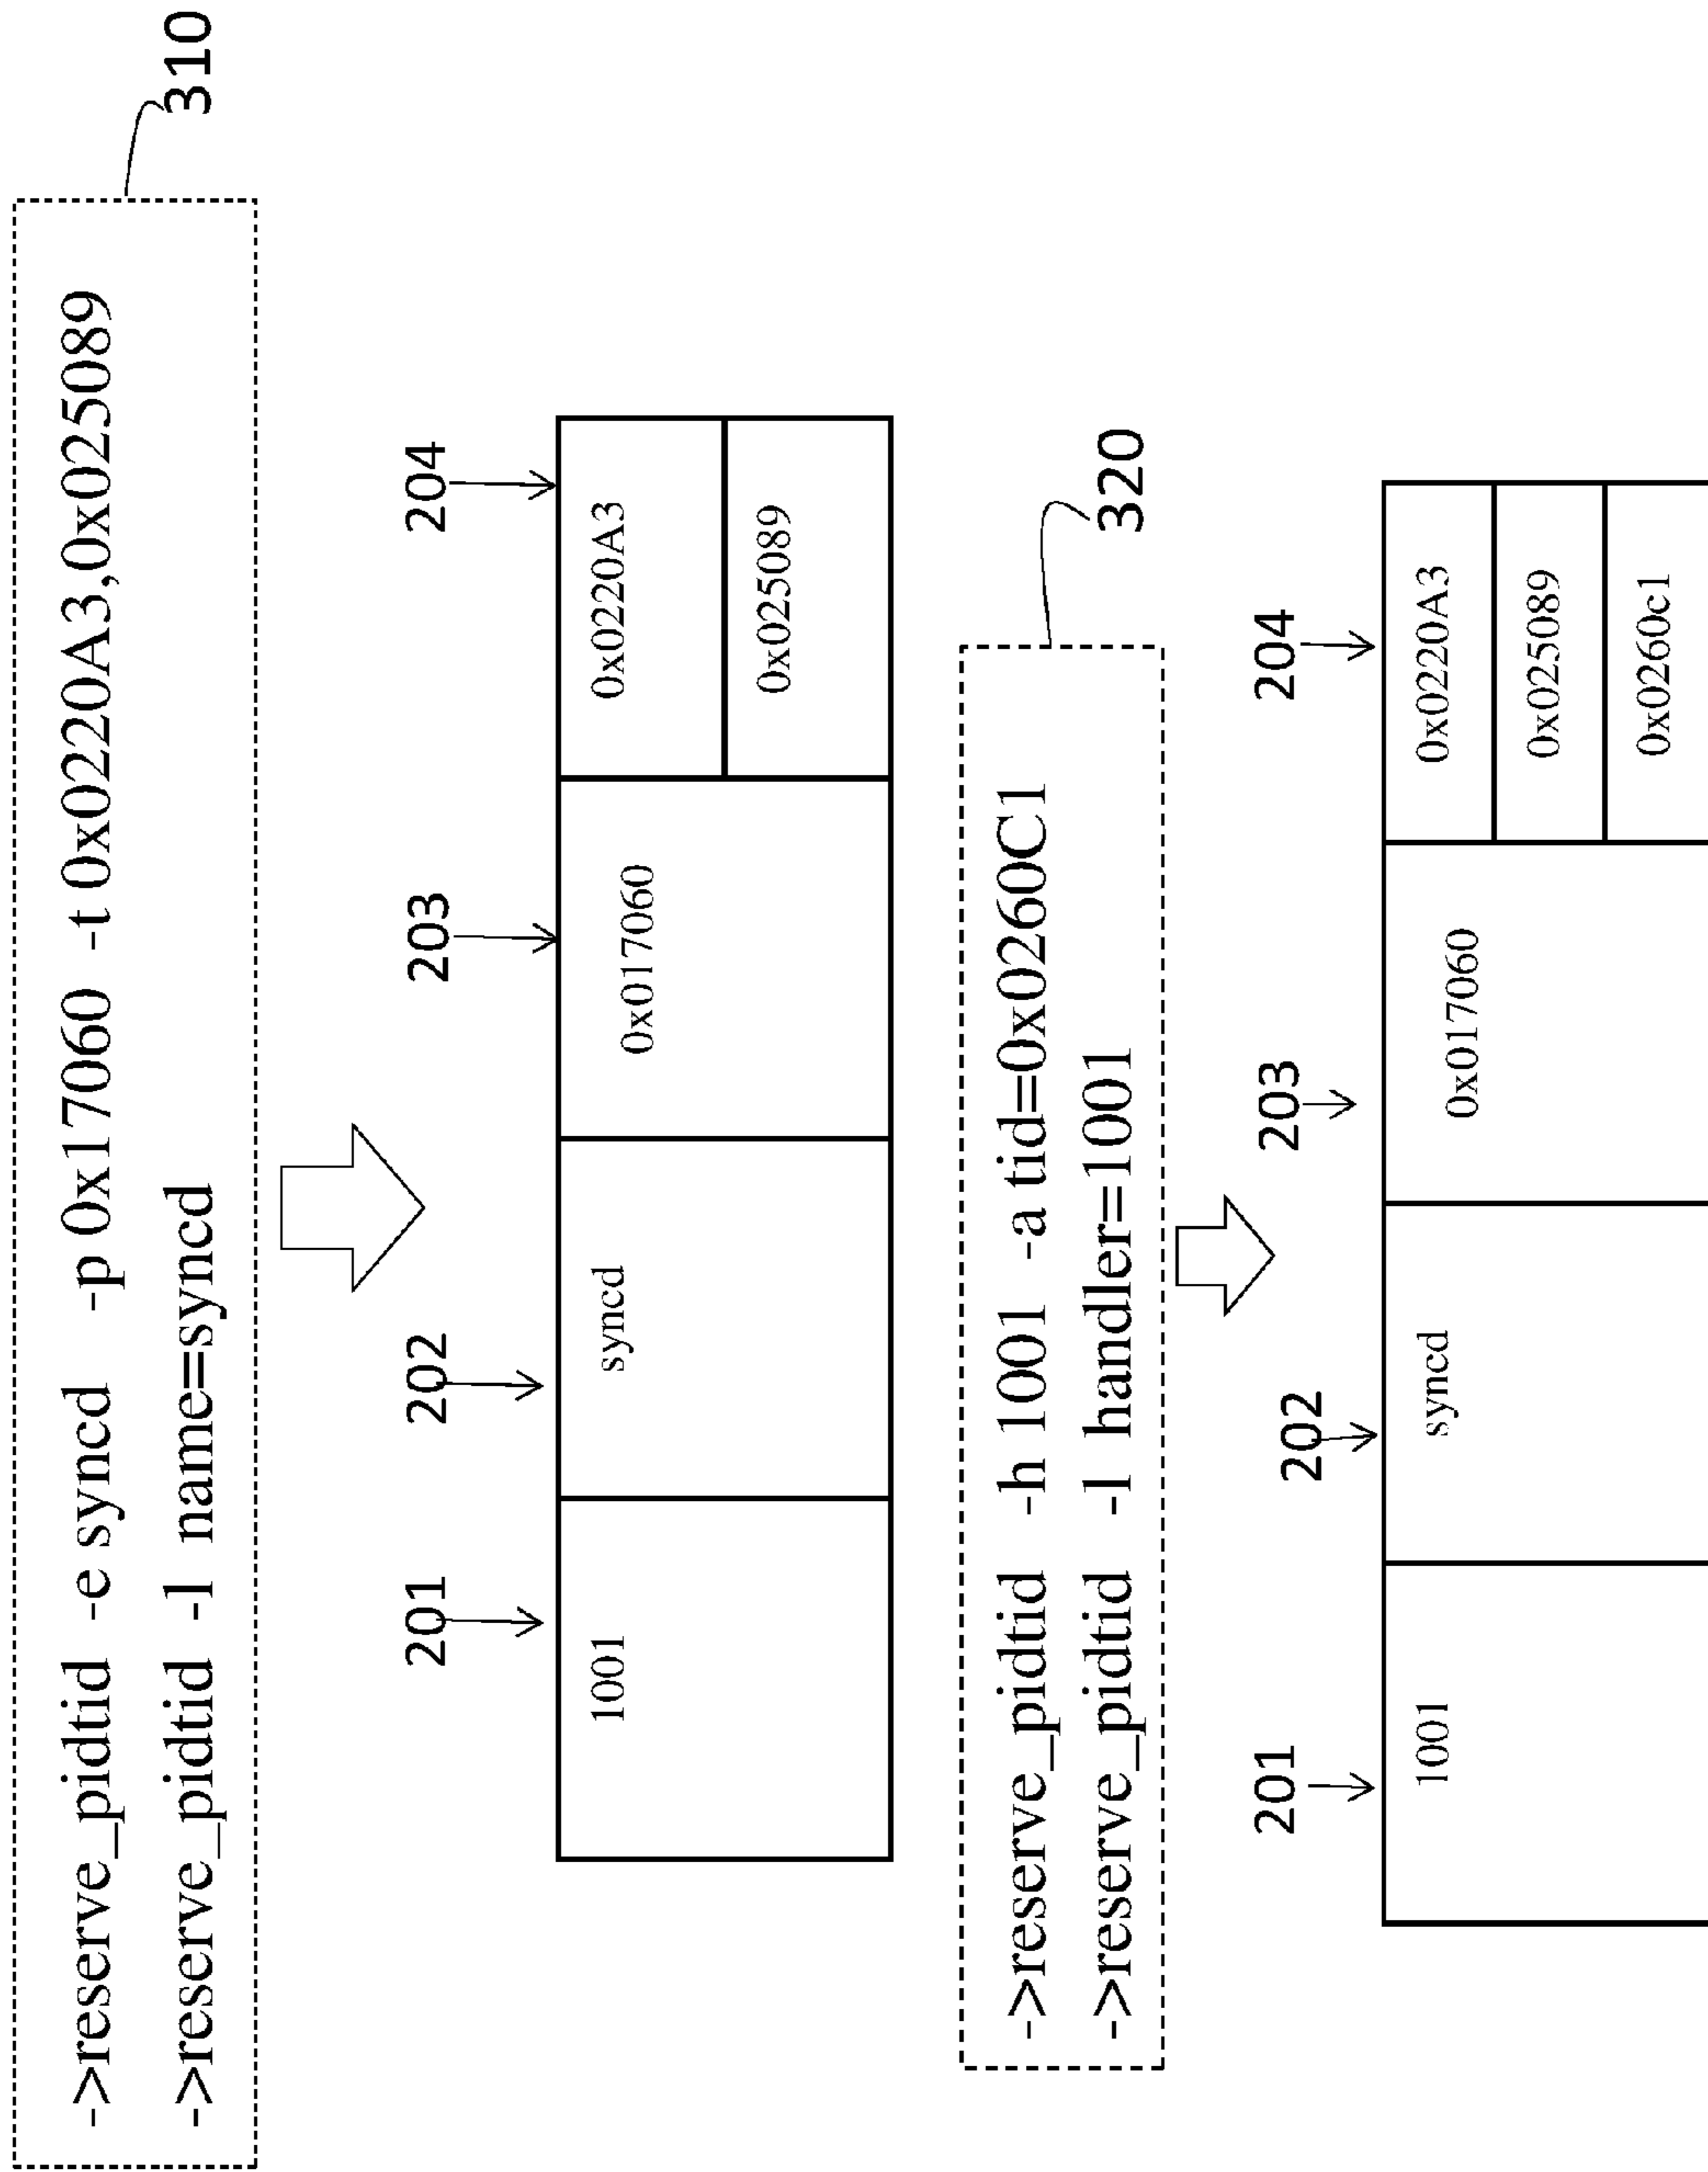 ->reserve_pidtid -e syncd -p 0x17060 -t 0x0220A3,0x025089
->reserve_pidtid -l name=syncd
310
201
202
203
204
1001
syncd
0x017060
0x0220A3
0x025089
->reserve_pidtid -h 1001 -a tid=0x0260C1
->reserve_pidtid -l handler=1001
320
201
202
203
204
1001
syncd
0x017060
0x0220A3
0x025089
0x0260c1